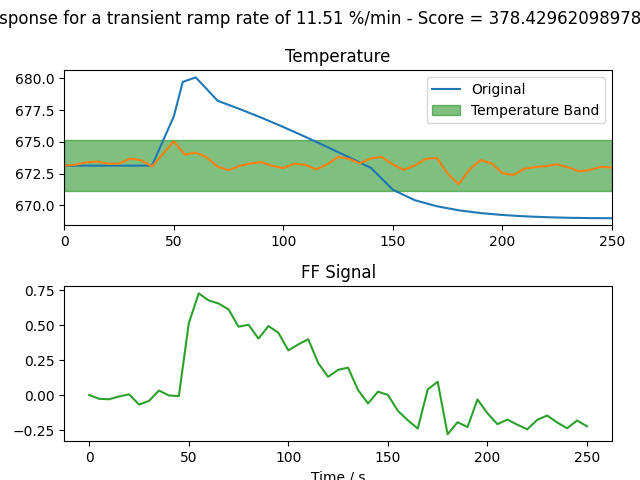 sponse for a transient ramp rate of 11.51 %/min - Score = 378.42962098978
Temperature
680.0
677.5
675.0
672.5
670.0
Original
Temperature Band
0 50 100 150 200 250
FF Signal
0.75
0.50
0.25
0.00
−0.25
0 50 100 150 200 250
Time / s